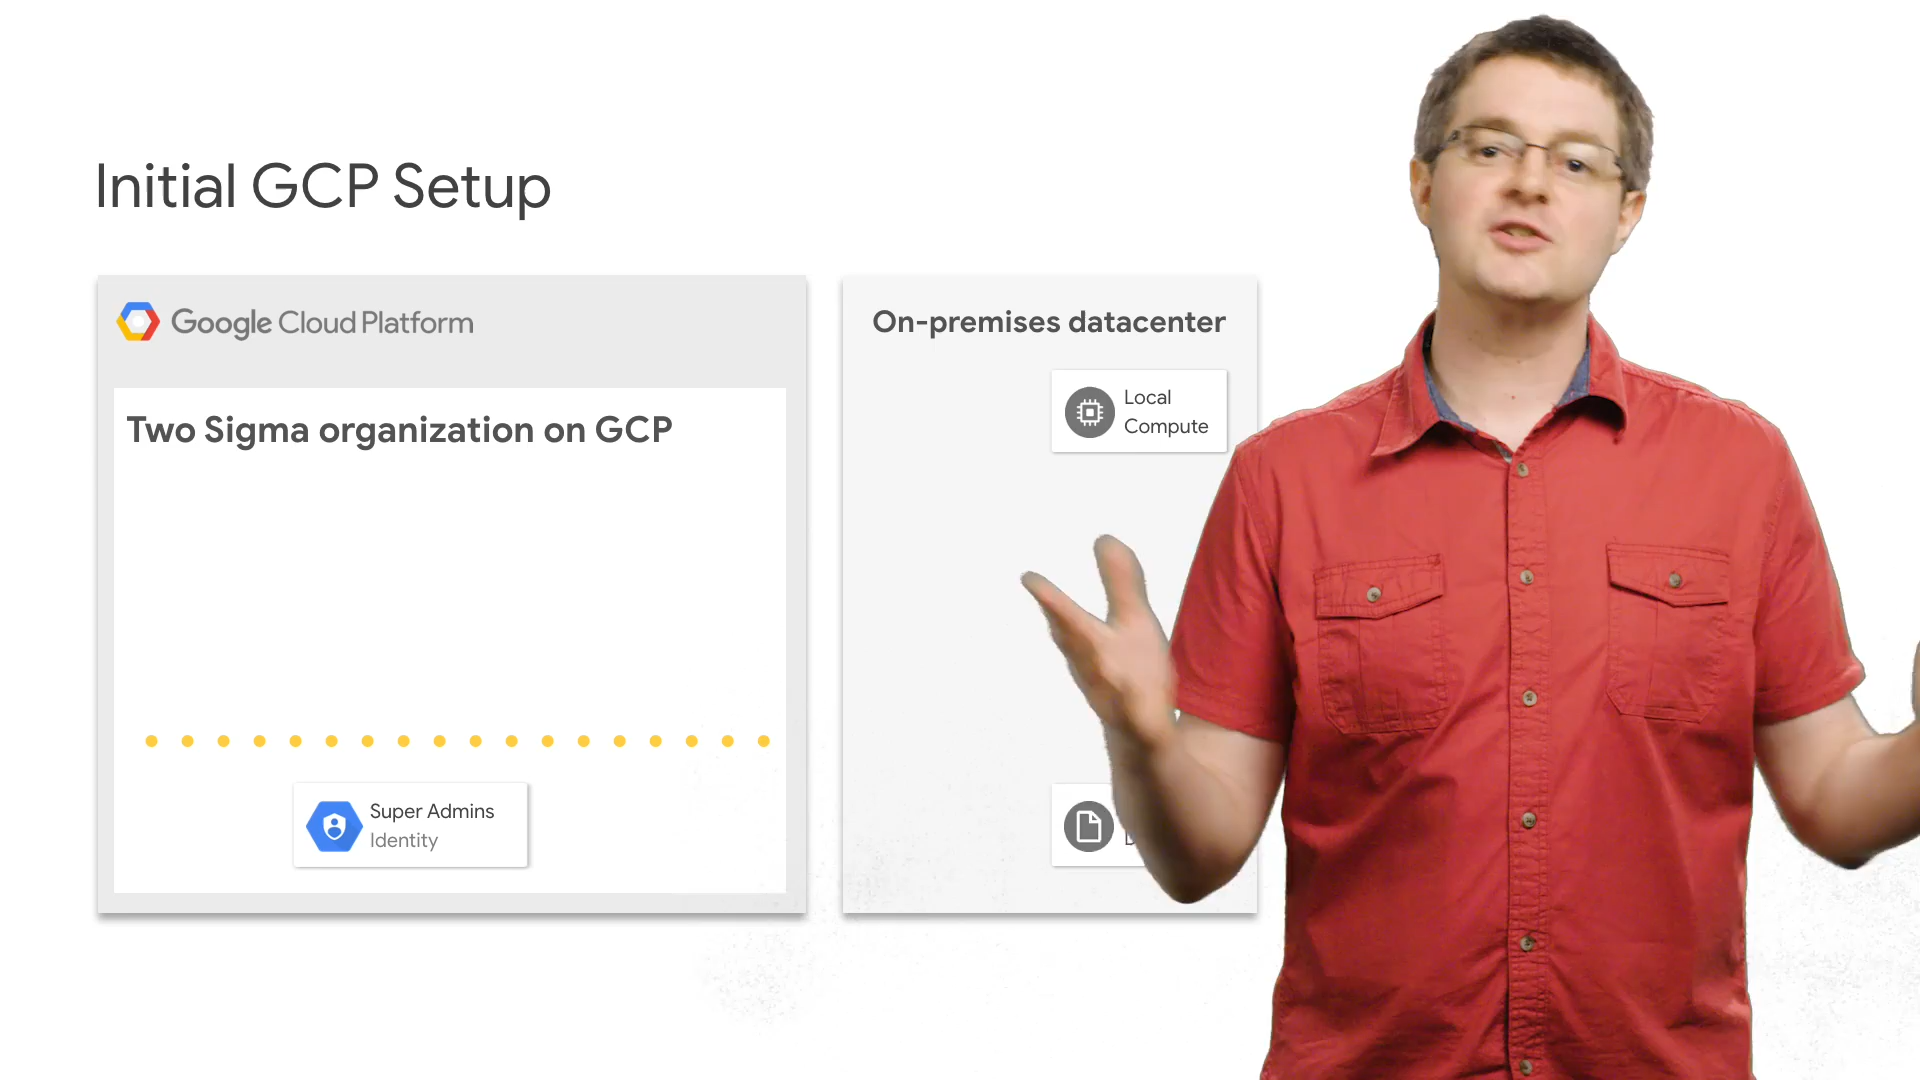 Initial GCP Setup
Google Cloud Platform
Two Sigma organization on GCP
Super Admins
Identity
On-premises datacenter
Local
Compute